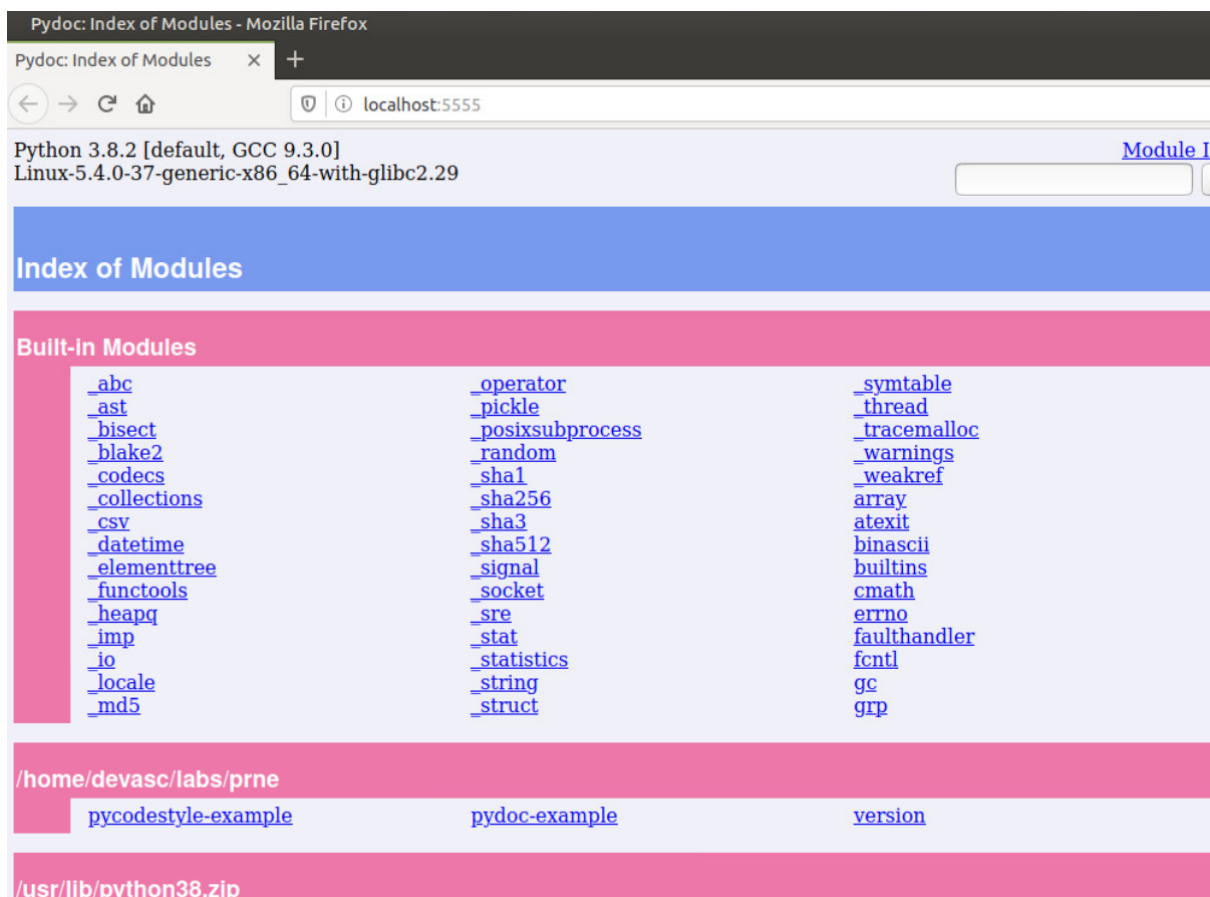 Pydoc: Index of Modules - Mozilla Firefox
Pydoc: Index of Modules
localhost:5555
Python 3.8.2 [default, GCC 9.3.0]
Module I
Linux-5.4.0-37-generic-x86_64-with-glibc2.29
Index of Modules
Built-in Modules
_abc _operator _symtable
_ast _pickle _thread
_bisect _posixsubprocess _tracemalloc
_blake2 _random _warnings
_codecs _sha1 _weakref
_collections _sha256 array
_csv _sha3 atexit
_datetime _sha512 binascii
_elementtree _signal builtins
_functools _socket cmath
_heapq _sre errno
_imp _stat faulthandler
_io _statistics fcntl
_locale _string gc
_md5 _struct grp
/home/devasc/labs/prne
pycodestyle-example pydoc-example version
/usr/lib/python38.zip